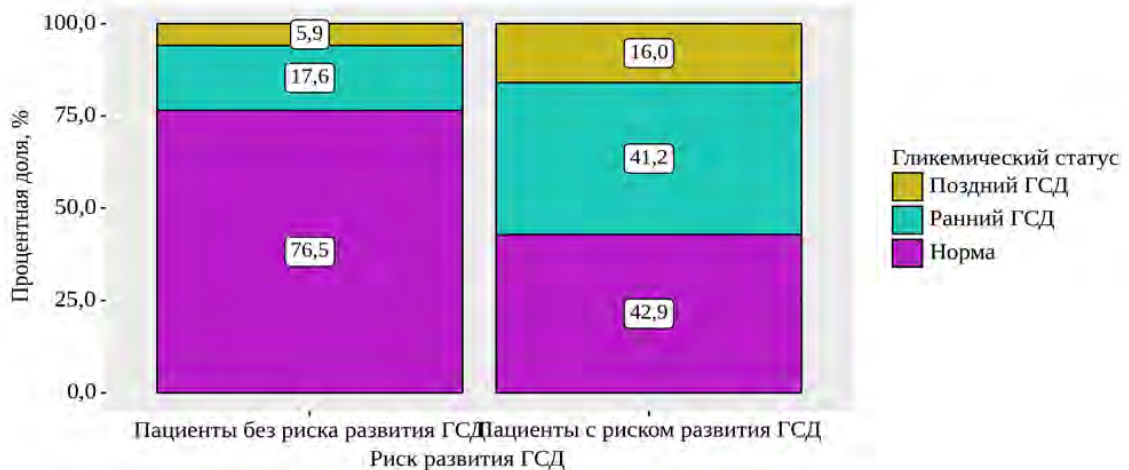 Процентная доля, %
100,0
75,0
50,0
25,0
0,0
5,9
17,6
76,5
16,0
41,2
42,9
Пациенты без риска развития ГСД
Пациенты с риском развития ГСД
Риск развития ГСД
Гликемический статус
Поздний ГСД
Ранний ГСД
Норма